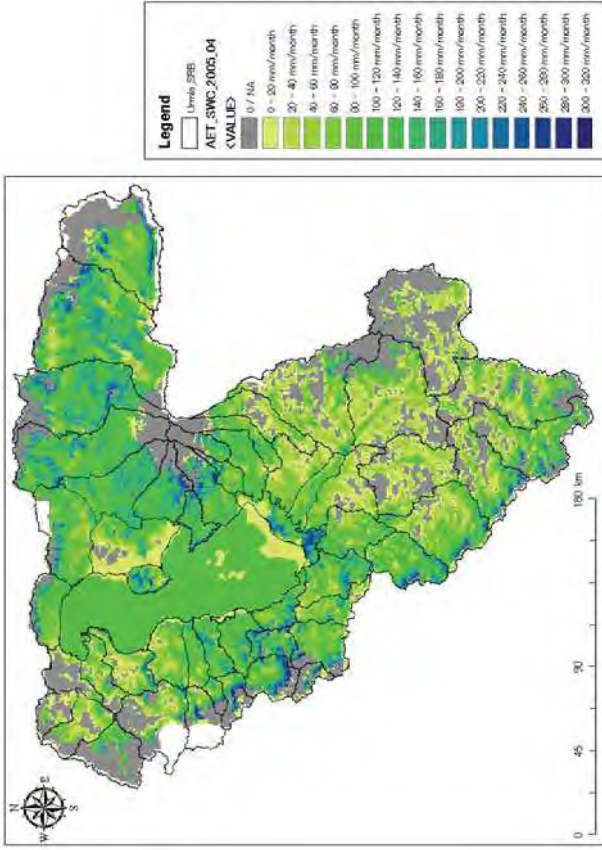 N
W
E
S
Legend
Urmia_SRB
AET_SWC_2005_04
<VALUE>
0 / NA
0 - 20 mm/month
20 - 40 mm/month
40 - 60 mm/month
60 - 80 mm/month
80 - 100 mm/month
100 - 120 mm/month
120 - 140 mm/month
140 - 160 mm/month
160 - 180 mm/month
180 - 200 mm/month
200 - 220 mm/month
220 - 240 mm/month
240 - 260 mm/month
260 - 280 mm/month
280 - 300 mm/month
300 - 320 mm/month
0
45
90
180 km